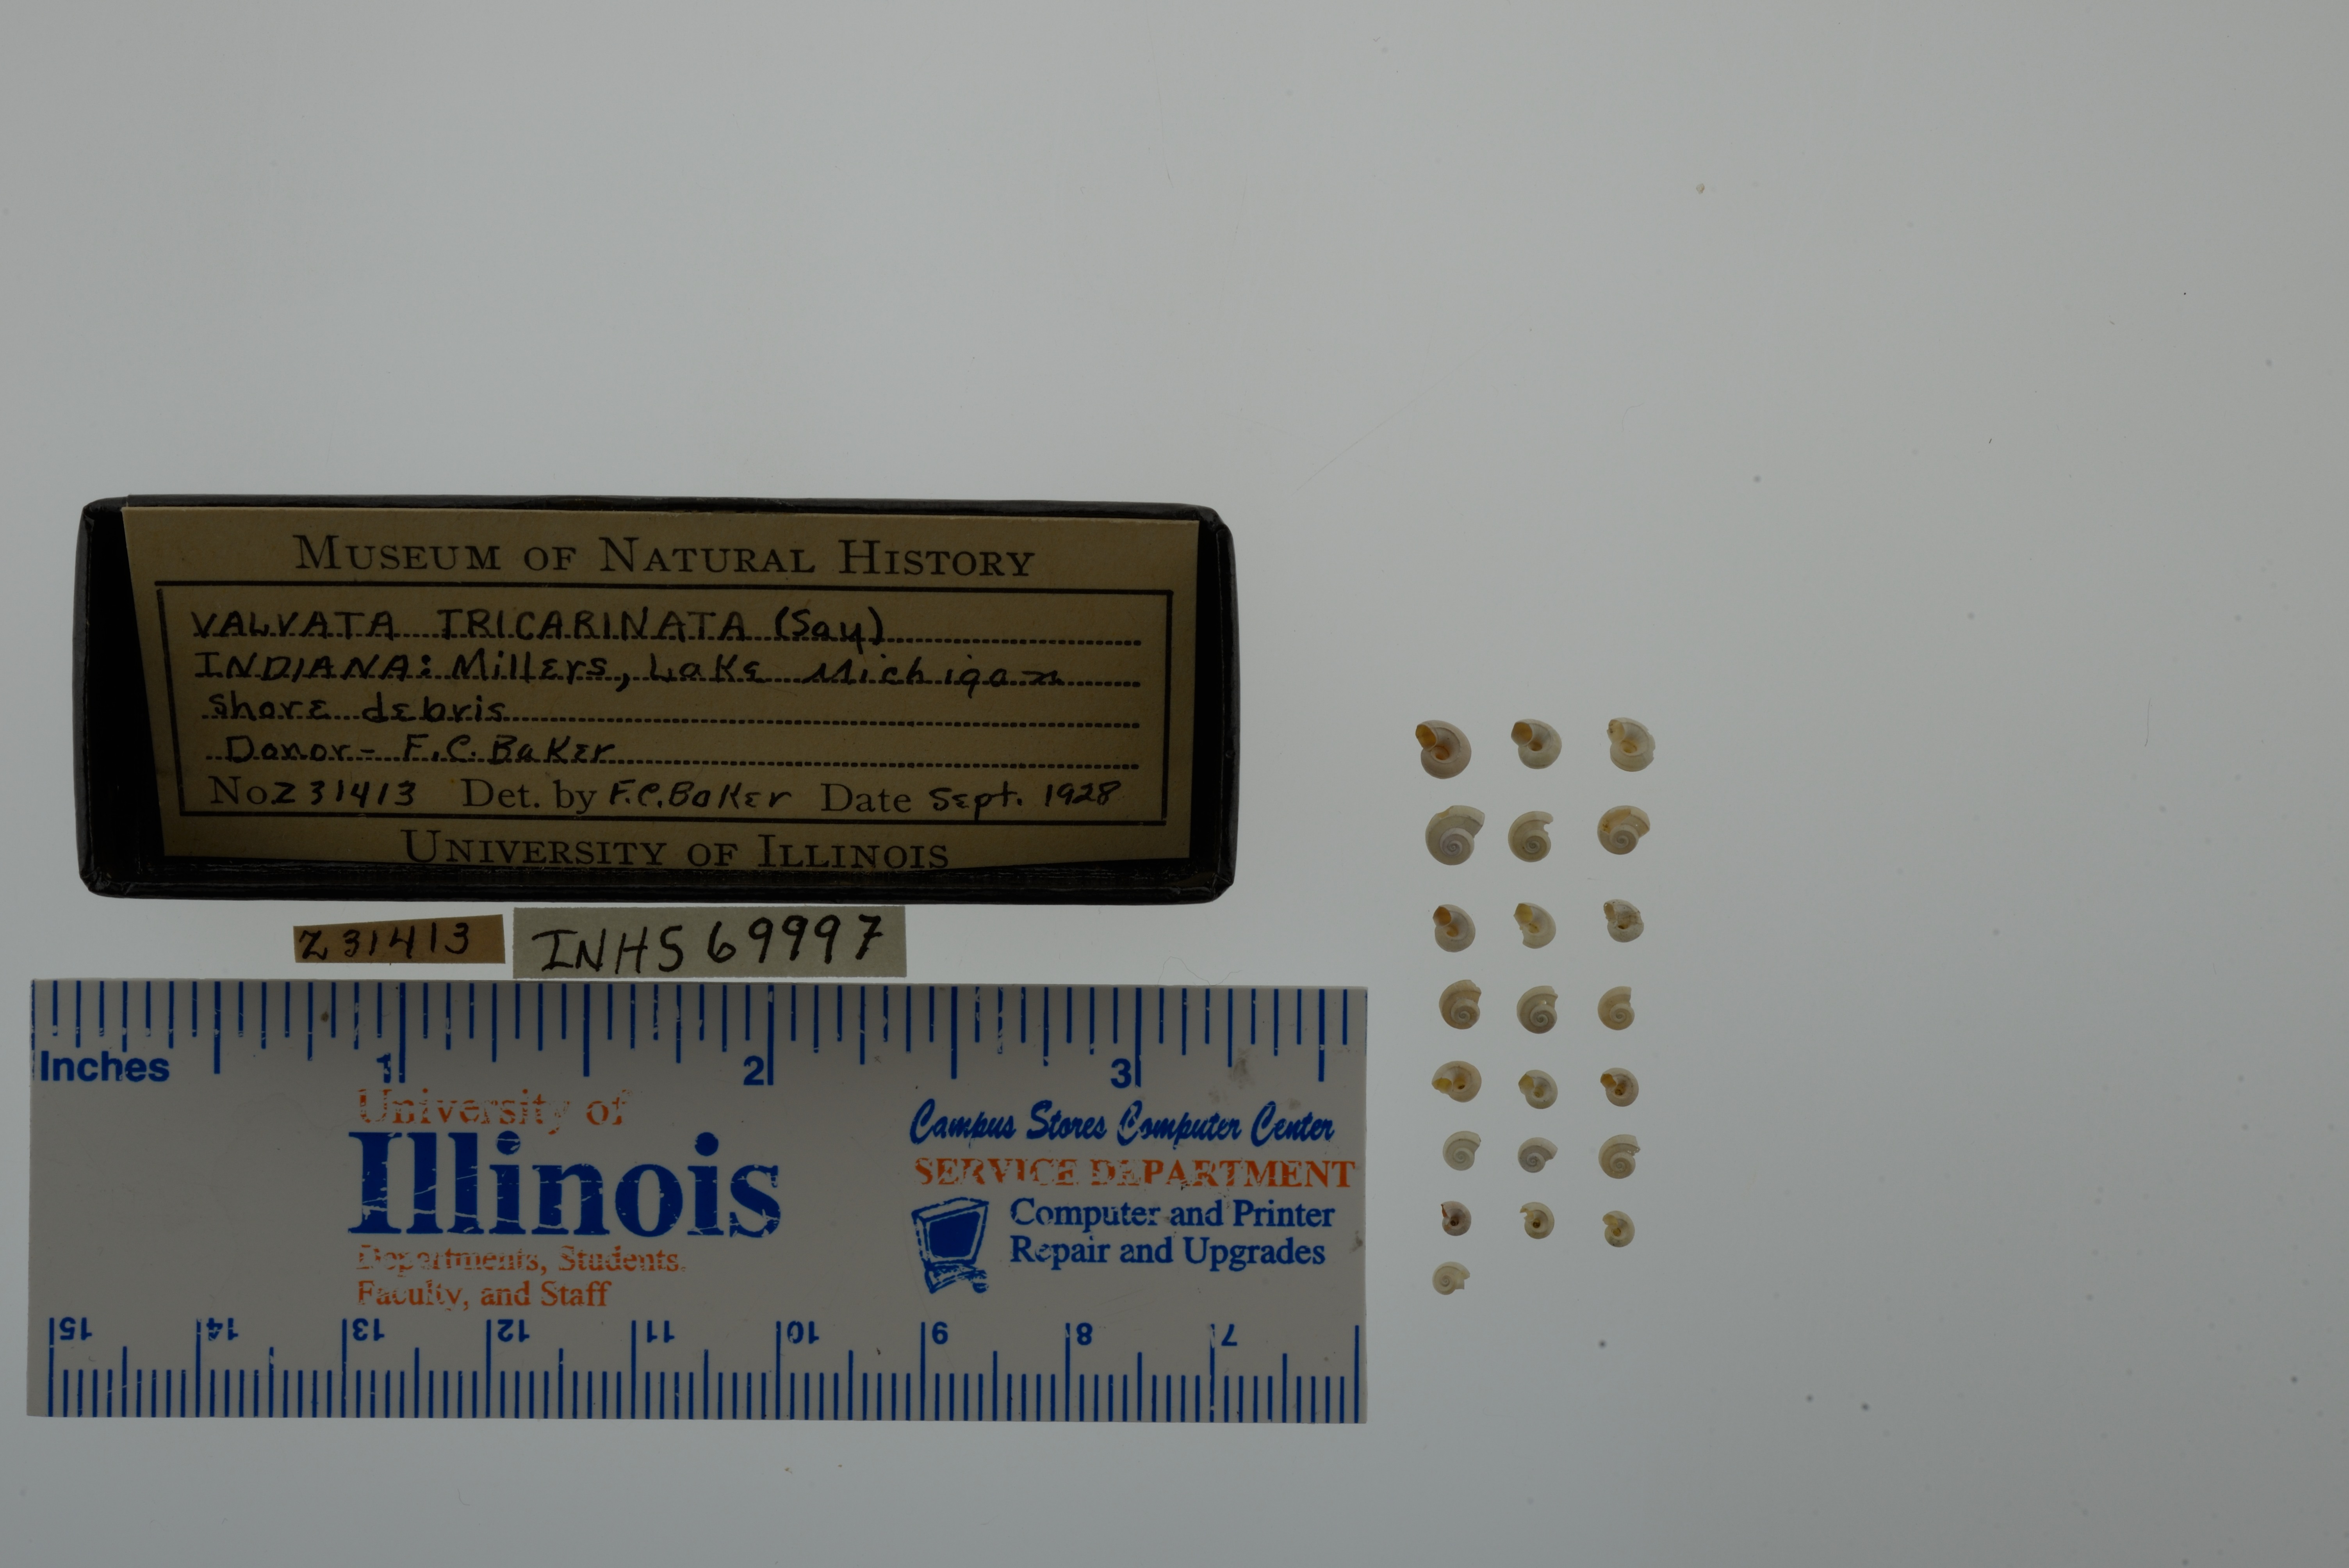 MUSEUM OF NATURAL HISTORY
VALVATA TRICARINATA (Say)
INDIANA: Millers, Lake Michigan
shore debris
Donor- F.C. Baker
No. Z31413 Det. by F.C. Baker Date Sept. 1928
UNIVERSITY OF ILLINOIS
Z31413
INHS 69997
1 2 3
Inches
University of
Illinois
Departments, Students,
Faculty, and Staff
Campus Stores Computer Center
SERVICE DEPARTMENT
Computer and Printer
Repair and Upgrades
15 14 13 12 11 10 9 8 7